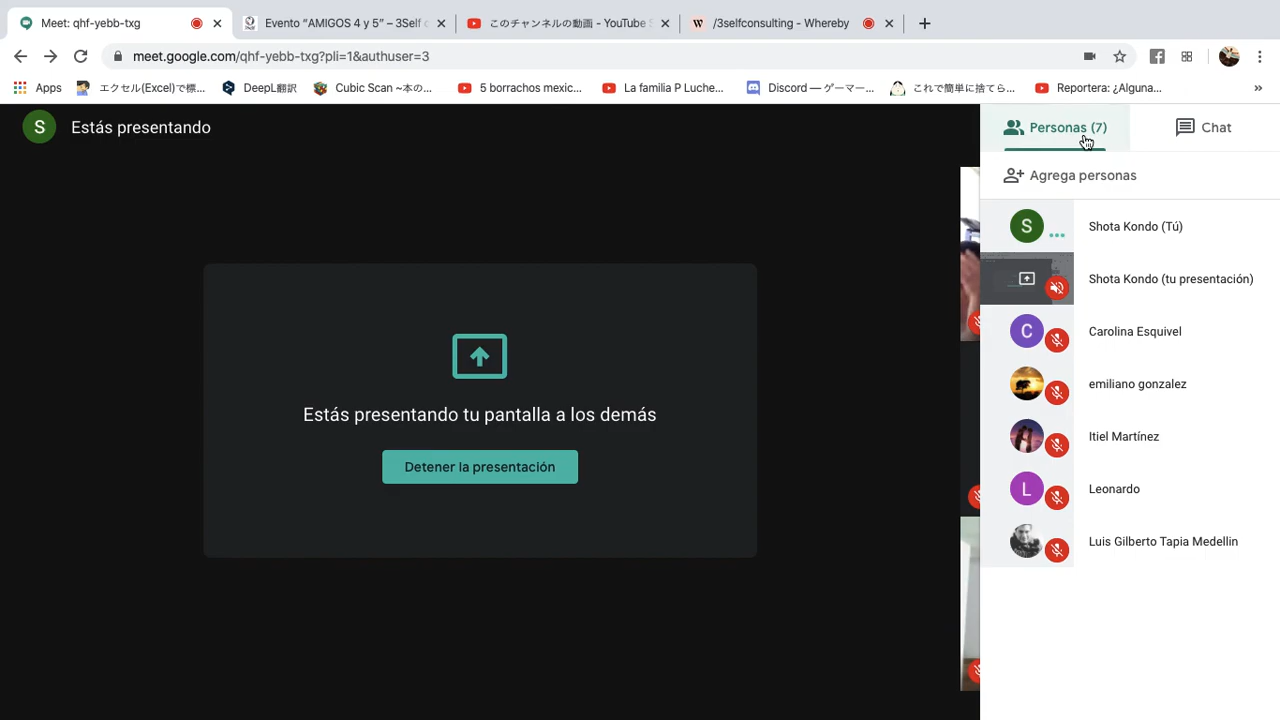 Meet: qhf-yebb-txg
Evento “AMIGOS 4 y 5” – 3Self c
このチャンネルの動画 - YouTube S
/3selfconsulting - Whereby
meet.google.com/qhf-yebb-txg?pli=1&authuser=3
Apps
エクセル(Excel)で標...
DeepL翻訳
Cubic Scan ~本の...
5 borrachos mexic...
La familia P Luche...
Discord — ゲーマー...
これで簡単に捨てら...
Reportera: ¿Alguna...
»
S
Estás presentando
Personas (7)
Chat
Agrega personas
S
Shota Kondo (Tú)
Shota Kondo (tu presentación)
C
Carolina Esquivel
emiliano gonzalez
Itiel Martínez
L
Leonardo
Luis Gilberto Tapia Medellin
Estás presentando tu pantalla a los demás
Detener la presentación